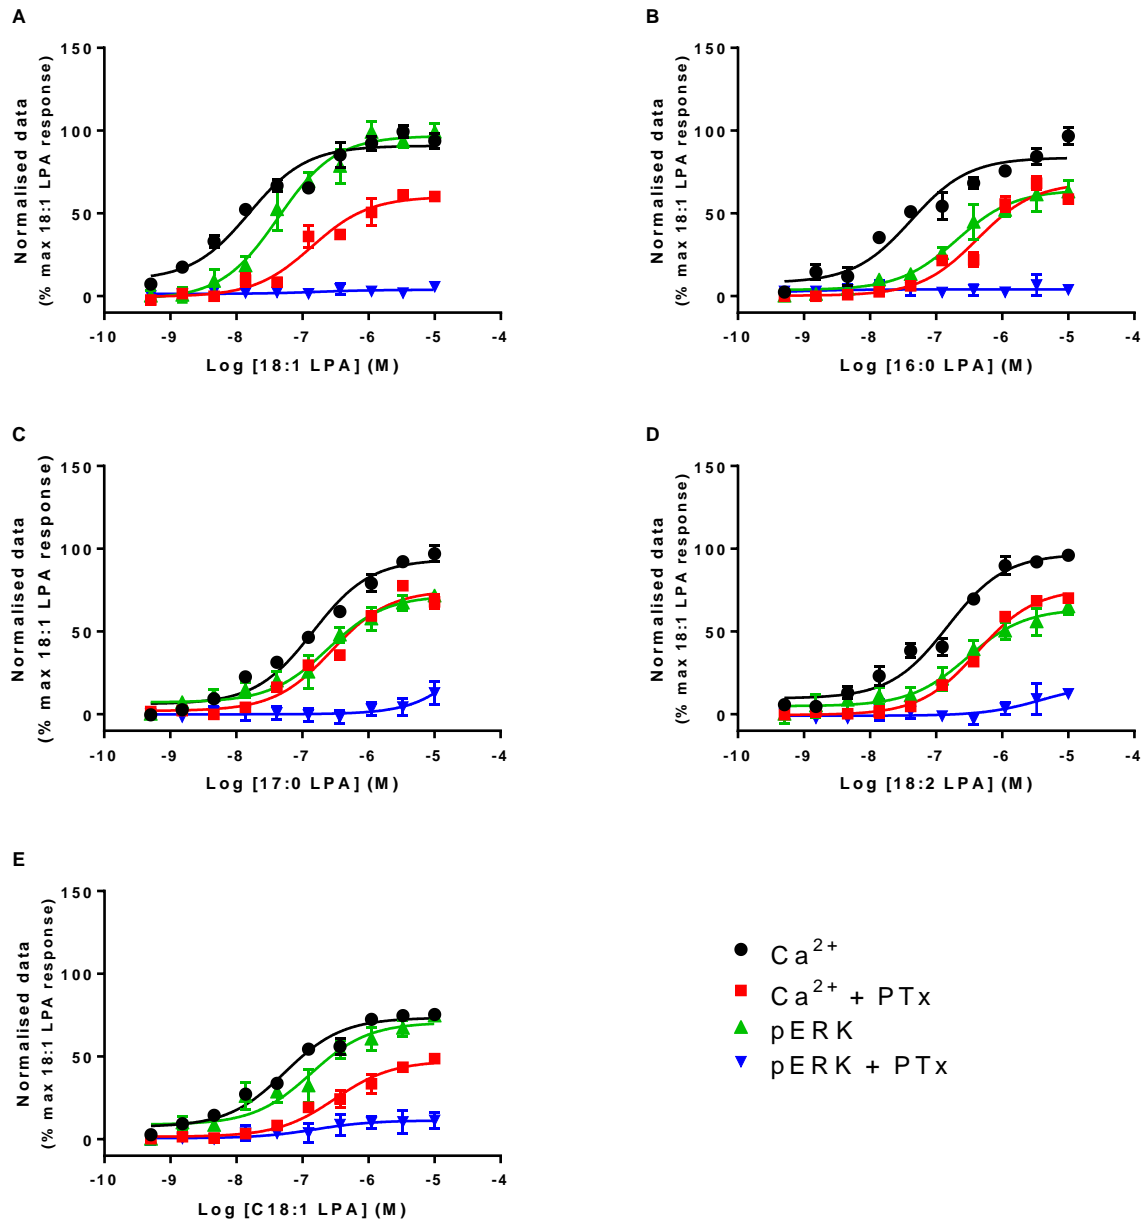 A
150
100
50
0
-10 -9 -8 -7 -6 -5 -4
Normalised data
(% max 18:1 LPA response)
Log [18:1 LPA] (M)
B
150
100
50
0
-10 -9 -8 -7 -6 -5 -4
Normalised data
(% max 18:1 LPA response)
Log [16:0 LPA] (M)
C
150
100
50
0
-10 -9 -8 -7 -6 -5 -4
Normalised data
(% max 18:1 LPA response)
Log [17:0 LPA] (M)
D
150
100
50
0
-10 -9 -8 -7 -6 -5 -4
Normalised data
(% max 18:1 LPA response)
Log [18:2 LPA] (M)
E
150
100
50
0
-10 -9 -8 -7 -6 -5 -4
Normalised data
(% max 18:1 LPA response)
Log [C18:1 LPA] (M)
Ca²⁺
Ca²⁺ + PTx
pERK
pERK + PTx